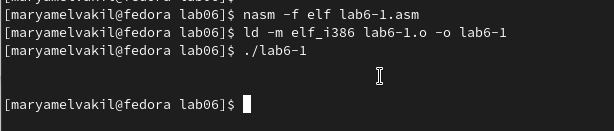 [maryamelvakil@fedora lab06]$ nasm -f elf lab6-1.asm
[maryamelvakil@fedora lab06]$ ld -m elf_i386 lab6-1.o -o lab6-1
[maryamelvakil@fedora lab06]$ ./lab6-1
[maryamelvakil@fedora lab06]$